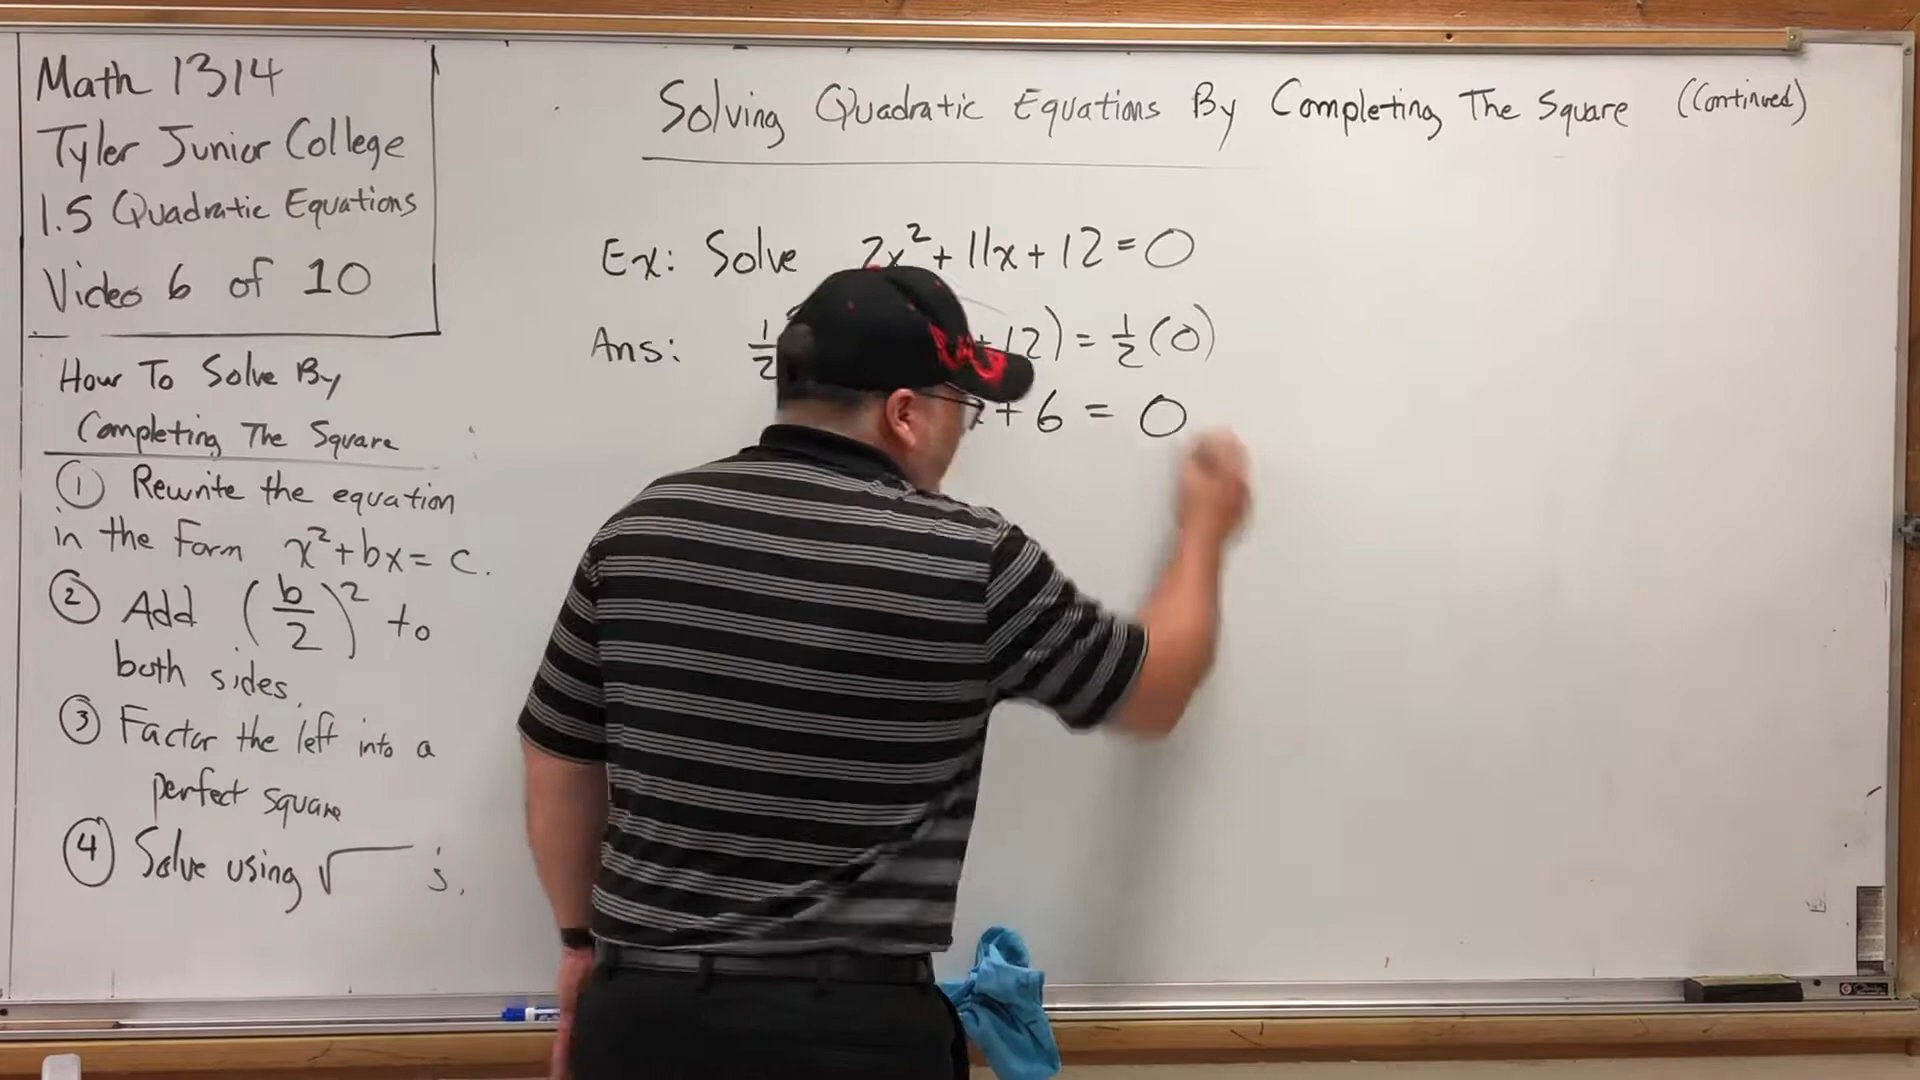 Math 1314
Tyler Junior College
1.5 Quadratic Equations
Video 6 of 10
How To Solve By
Completing The Square
① Rewrite the equation
in the form x²+bx= c.
② Add (b/2)² to
both sides.
③ Factor the left into a
perfect square
④ Solve using √ 's.
Solving Quadratic Equations By Completing The Square (Continued)
Ex: Solve 2x²+11x+12=0
Ans: 1/2 +12) = 1/2 (0)
x + 6 = 0